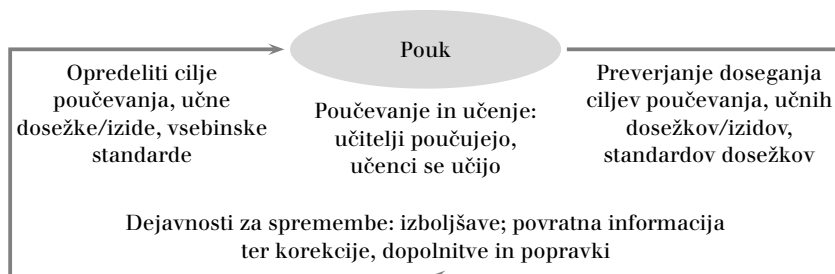 Pouk
Opredeliti cilje
poučevanja, učne
dosežke/izide, vsebinske
standarde
Poučevanje in učenje:
učitelji poučujejo,
učenci se učijo
Preverjanje doseganja
ciljev poučevanja, učnih
dosežkov/izidov,
standardov dosežkov
Dejavnosti za spremembe: izboljšave; povratna informacija
ter korekcije, dopolnitve in popravki